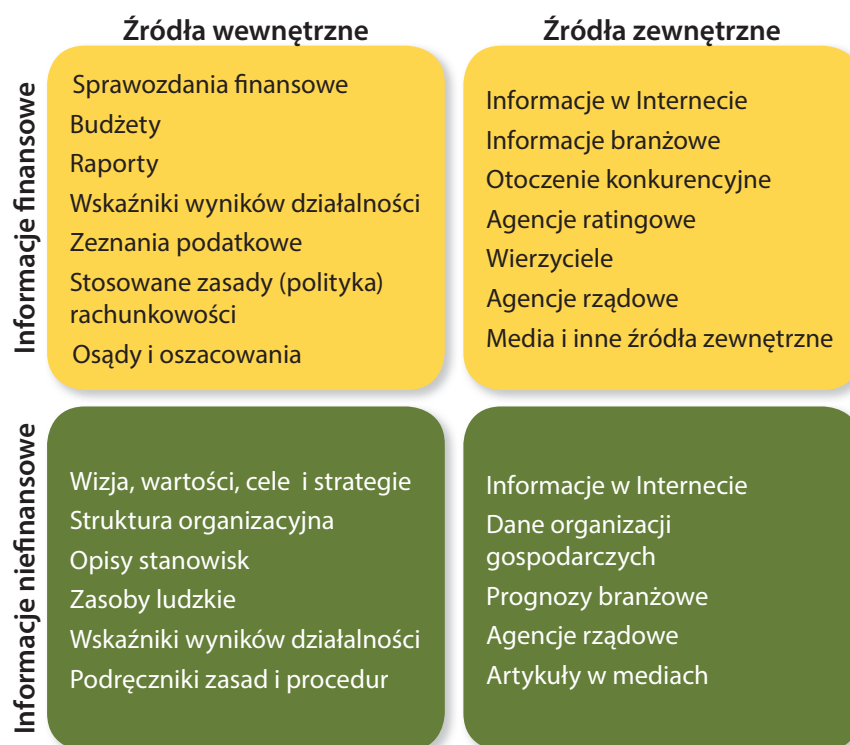 Źródła wewnętrzne
Źródła zewnętrzne
Informacje finansowe
Sprawozdania finansowe
Budżety
Raporty
Wskaźniki wyników działalności
Zeznania podatkowe
Stosowane zasady (polityka)
rachunkowości
Osądy i oszacowania
Informacje w Internecie
Informacje branżowe
Otoczenie konkurencyjne
Agencje ratingowe
Wierzyciele
Agencje rządowe
Media i inne źródła zewnętrzne
Informacje niefinansowe
Wizja, wartości, cele i strategie
Struktura organizacyjna
Opisy stanowisk
Zasoby ludzkie
Wskaźniki wyników działalności
Podręczniki zasad i procedur
Informacje w Internecie
Dane organizacji
gospodarczych
Prognozy branżowe
Agencje rządowe
Artykuły w mediach